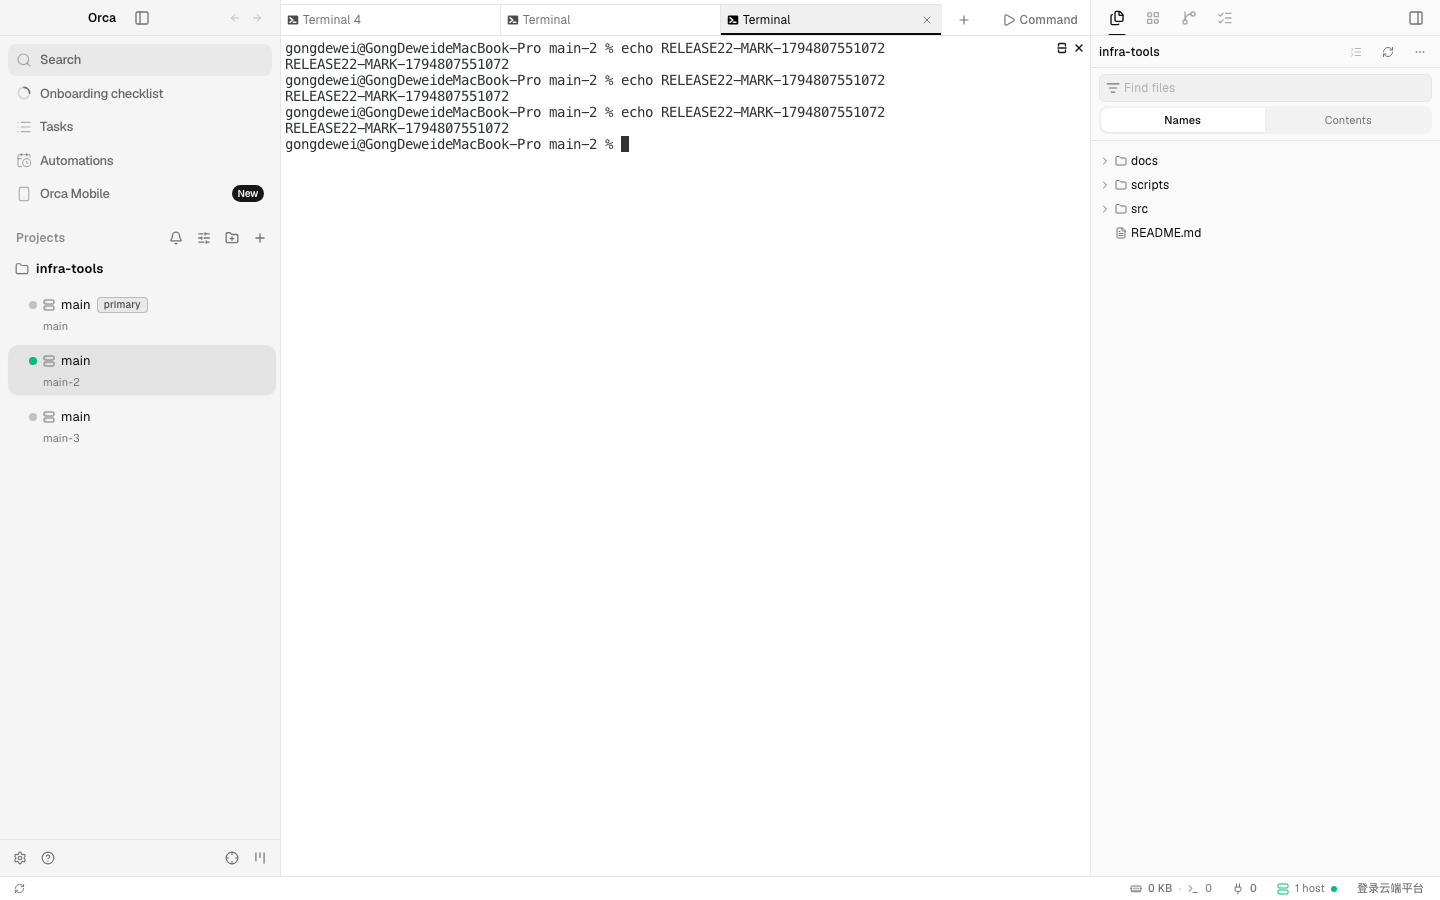 Orca
Search
Onboarding checklist
Tasks
Automations
Orca Mobile New
Projects
infra-tools
main primary
main
main
main-2
main
main-3
Terminal 4
Terminal
Terminal
Command
gongdewei@GongDeweideMacBook-Pro main-2 % echo RELEASE22-MARK-1794807551072
RELEASE22-MARK-1794807551072
gongdewei@GongDeweideMacBook-Pro main-2 % echo RELEASE22-MARK-1794807551072
RELEASE22-MARK-1794807551072
gongdewei@GongDeweideMacBook-Pro main-2 % echo RELEASE22-MARK-1794807551072
RELEASE22-MARK-1794807551072
gongdewei@GongDeweideMacBook-Pro main-2 %
infra-tools
Find files
Names Contents
docs
scripts
src
README.md
0 KB · 0 0 1 host 登录云端平台